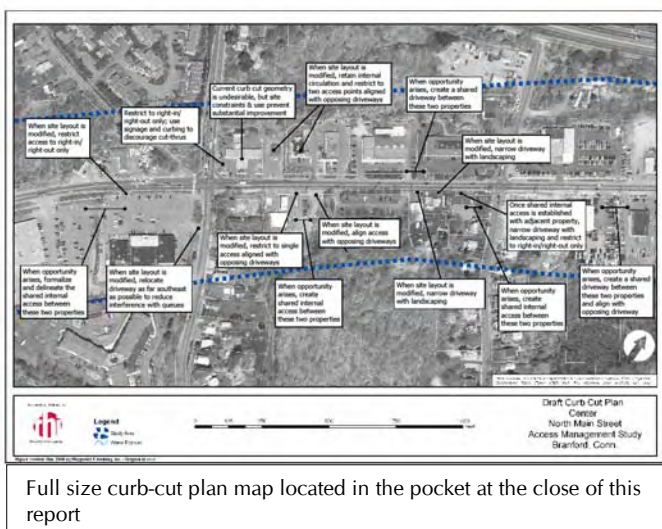 When site layout is
modified, restrict
access to right-in/
right-out only
Restrict to right-in/
right-out only; use
signage and curbing to
discourage cut-thrus
Current curb cut geometry
is undesirable, but site
constraints & use prevent
substantial improvement
When site layout is
modified, retain internal
circulation and restrict to
two access points aligned
with opposing driveways
When opportunity
arises, create a shared
driveway between
these two properties
When site layout is
modified, narrow driveway
with landscaping
When opportunity
arises, formalize
and delineate the
shared internal
access between
these two properties
When site layout is
modified, relocate
driveway as far southeast
as possible to reduce
interference with queues
When site layout is
modified, restrict to single
access aligned with
opposing driveways
When opportunity
arises, create
shared internal
access between
these two properties
When site layout is
modified, align access
with opposing driveways
When site layout is
modified, narrow driveway
with landscaping
When opportunity
arises, create
shared internal
access between
these two properties
Once shared internal
access is established
with adjacent property,
narrow driveway with
landscaping and restrict
to right-in/right-out only
When opportunity
arises, create a shared
driveway between
these two properties
and align with
opposing driveway
Legend
Draft Curb Cut Plan
Center
North Main Street
Access Management Study
Branford, Conn.
Full size curb-cut plan map located in the pocket at the close of this
report